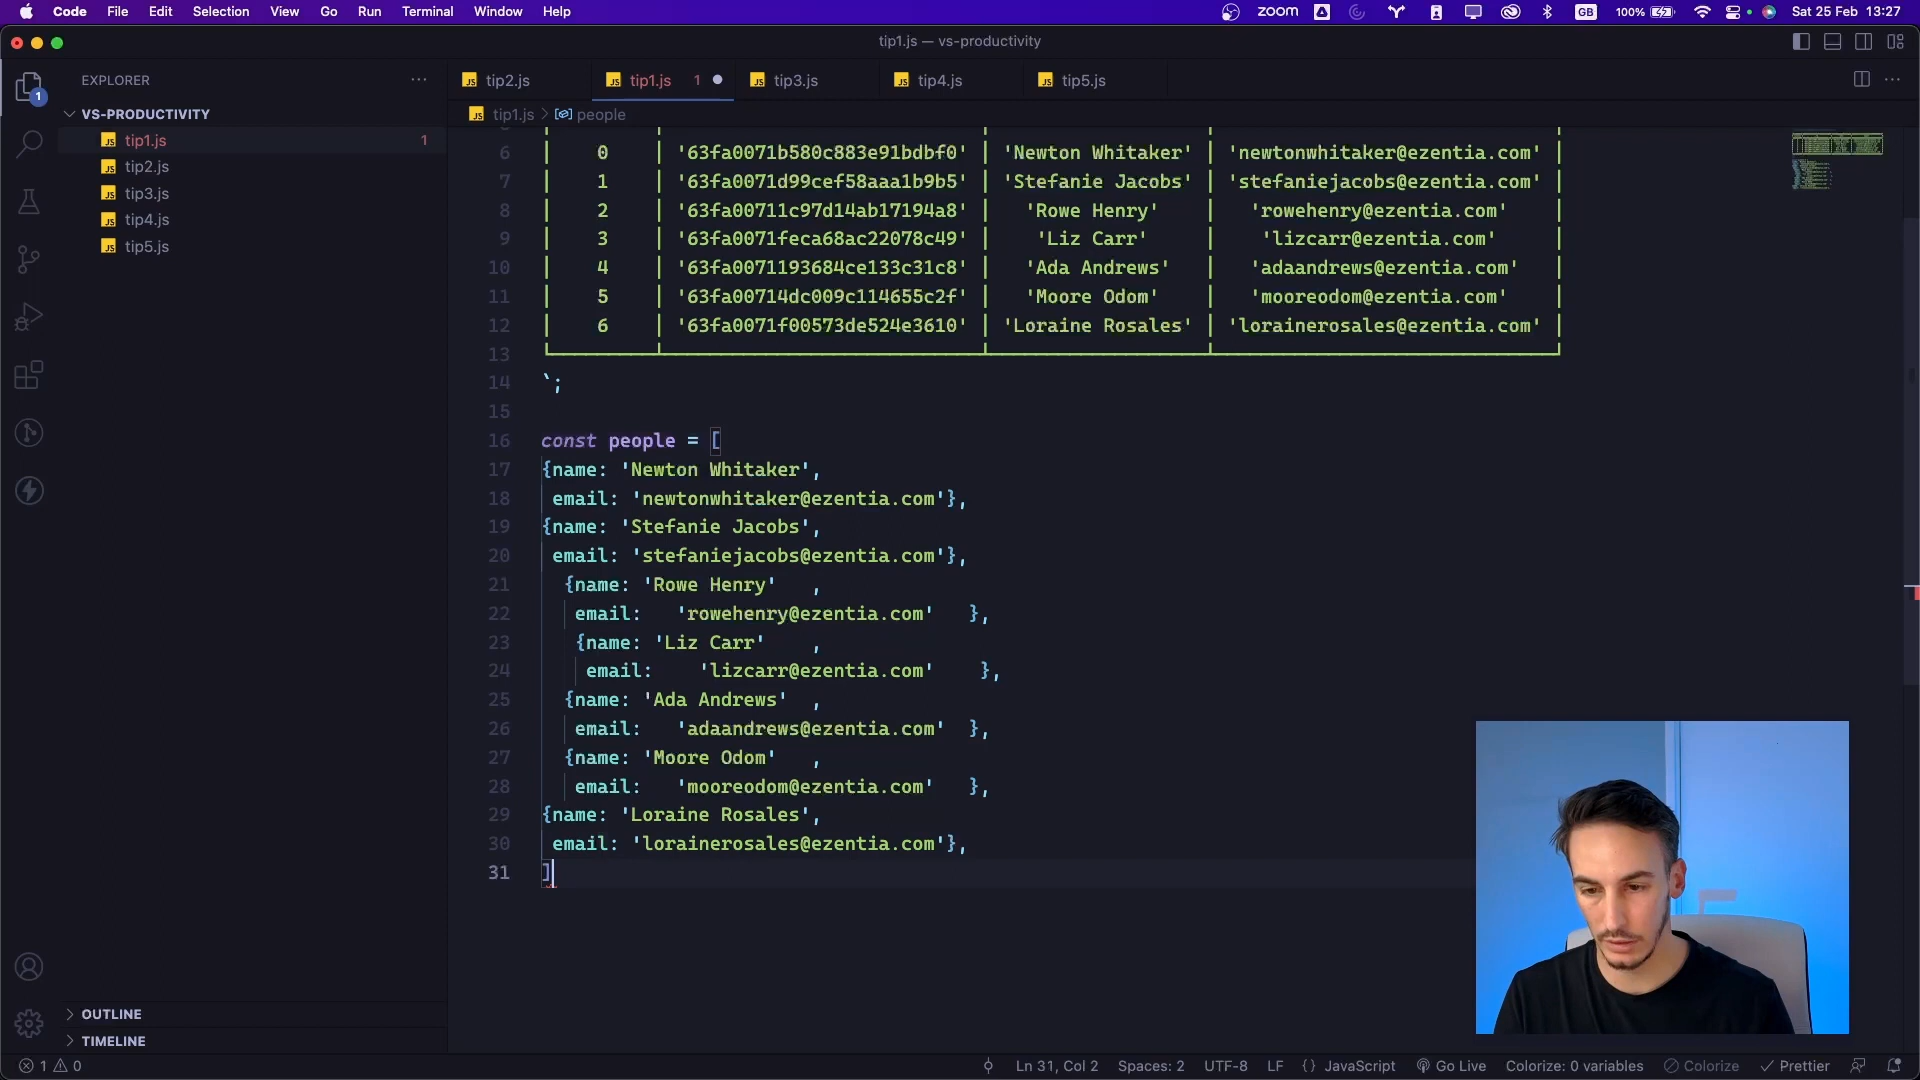 Code File Edit Selection View Go Run Terminal Window Help
zoom GB 100% Sat 25 Feb 13:27
tip1.js — vs-productivity
EXPLORER ···
1
VS-PRODUCTIVITY
tip1.js 1
tip2.js
tip3.js
tip4.js
tip5.js
OUTLINE
TIMELINE
tip2.js tip1.js 1 tip3.js tip4.js tip5.js
tip1.js > people
6 │ 0 │ '63fa0071b580c883e91bdbf0' │ 'Newton Whitaker' │ 'newtonwhitaker@ezentia.com' │
7 │ 1 │ '63fa0071d99cef58aaa1b9b5' │ 'Stefanie Jacobs' │ 'stefaniejacobs@ezentia.com' │
8 │ 2 │ '63fa00711c97d14ab17194a8' │ 'Rowe Henry' │ 'rowehenry@ezentia.com' │
9 │ 3 │ '63fa0071feca68ac22078c49' │ 'Liz Carr' │ 'lizcarr@ezentia.com' │
10 │ 4 │ '63fa0071193684ce133c31c8' │ 'Ada Andrews' │ 'adaandrews@ezentia.com' │
11 │ 5 │ '63fa00714dc009c114655c2f' │ 'Moore Odom' │ 'mooreodom@ezentia.com' │
12 │ 6 │ '63fa0071f00573de524e3610' │ 'Loraine Rosales' │ 'lorainerosales@ezentia.com' │
13
14 `;
15
16 const people = [
17 {name: 'Newton Whitaker',
18 email: 'newtonwhitaker@ezentia.com'},
19 {name: 'Stefanie Jacobs',
20 email: 'stefaniejacobs@ezentia.com'},
21 {name: 'Rowe Henry' ,
22 email: 'rowehenry@ezentia.com' },
23 {name: 'Liz Carr' ,
24 email: 'lizcarr@ezentia.com' },
25 {name: 'Ada Andrews' ,
26 email: 'adaandrews@ezentia.com' },
27 {name: 'Moore Odom' ,
28 email: 'mooreodom@ezentia.com' },
29 {name: 'Loraine Rosales',
30 email: 'lorainerosales@ezentia.com'},
31 ]
1 0 Ln 31, Col 2 Spaces: 2 UTF-8 LF {} JavaScript Go Live Colorize: 0 variables Colorize Prettier